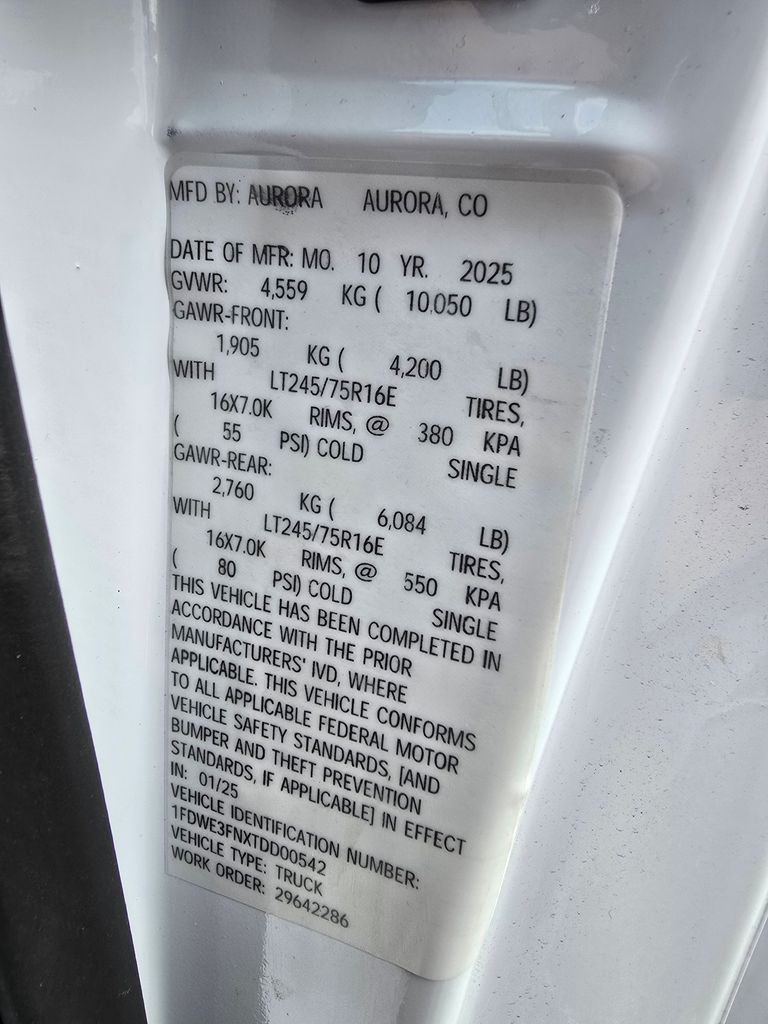 MFD BY: AURORA AURORA, CO
DATE OF MFR: MO. 10 YR. 2025
GVWR: 4,559 KG ( 10,050 LB)
GAWR-FRONT:
1,905 KG ( 4,200 LB)
WITH LT245/75R16E TIRES,
16X7.0K RIMS, @ 380 KPA
( 55 PSI) COLD SINGLE
GAWR-REAR:
2,760 KG ( 6,084 LB)
WITH LT245/75R16E TIRES,
16X7.0K RIMS, @ 550 KPA
( 80 PSI) COLD SINGLE
THIS VEHICLE HAS BEEN COMPLETED IN
ACCORDANCE WITH THE PRIOR
MANUFACTURERS' IVD, WHERE
APPLICABLE. THIS VEHICLE CONFORMS
TO ALL APPLICABLE FEDERAL MOTOR
VEHICLE SAFETY STANDARDS, [AND
BUMPER AND THEFT PREVENTION
STANDARDS, IF APPLICABLE] IN EFFECT
IN: 01/25
VEHICLE IDENTIFICATION NUMBER:
1FDWE3FNXTDD00542
VEHICLE TYPE: TRUCK
WORK ORDER: 29642286